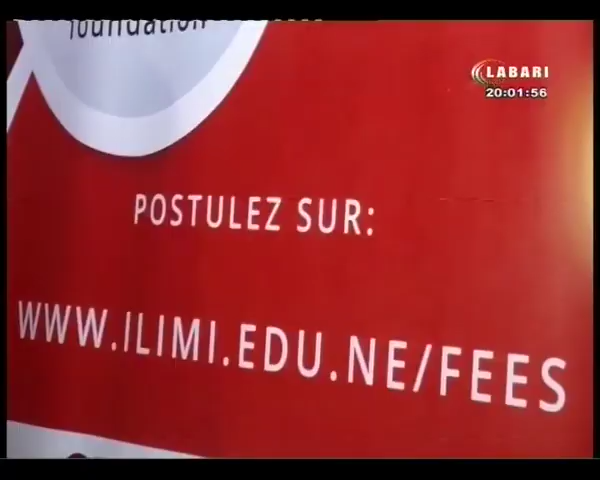 foundation
LABARI
20:01:56
POSTULEZ SUR:
WWW.ILIMI.EDU.NE/FEES